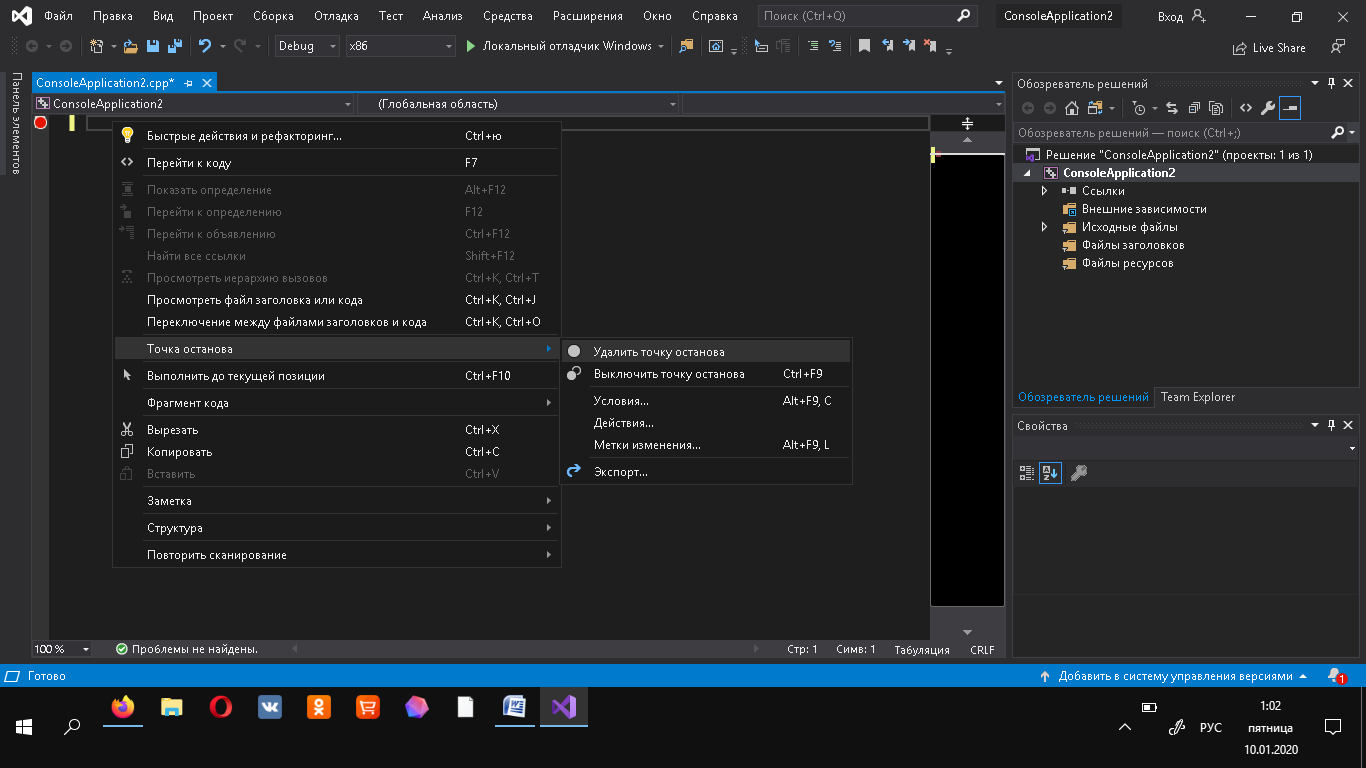 Файл Правка Вид Проект Сборка Отладка Тест Анализ Средства Расширения Окно Справка Поиск (Ctrl+Q) ConsoleApplication2 Вход
Debug x86 Локальный отладчик Windows Live Share
Панель элементов
ConsoleApplication2.cpp*
ConsoleApplication2 (Глобальная область)
Быстрые действия и рефакторинг... Ctrl+ю
Перейти к коду F7
Показать определение Alt+F12
Перейти к определению F12
Перейти к объявлению Ctrl+F12
Найти все ссылки Shift+F12
Просмотреть иерархию вызовов Ctrl+K, Ctrl+T
Просмотреть файл заголовка или кода Ctrl+K, Ctrl+J
Переключение между файлами заголовков и кода Ctrl+K, Ctrl+O
Точка останова
Выполнить до текущей позиции Ctrl+F10
Фрагмент кода
Вырезать Ctrl+X
Копировать Ctrl+C
Вставить Ctrl+V
Заметка
Структура
Повторить сканирование
Удалить точку останова
Выключить точку останова Ctrl+F9
Условия... Alt+F9, C
Действия...
Метки изменения... Alt+F9, L
Экспорт...
Обозреватель решений
Обозреватель решений — поиск (Ctrl+;)
Решение "ConsoleApplication2" (проекты: 1 из 1)
ConsoleApplication2
Ссылки
Внешние зависимости
Исходные файлы
Файлы заголовков
Файлы ресурсов
Обозреватель решений Team Explorer
Свойства
100 % Проблемы не найдены. Стр: 1 Симв: 1 Табуляция CRLF
Готово Добавить в систему управления версиями 1
РУС
1:02
пятница
10.01.2020